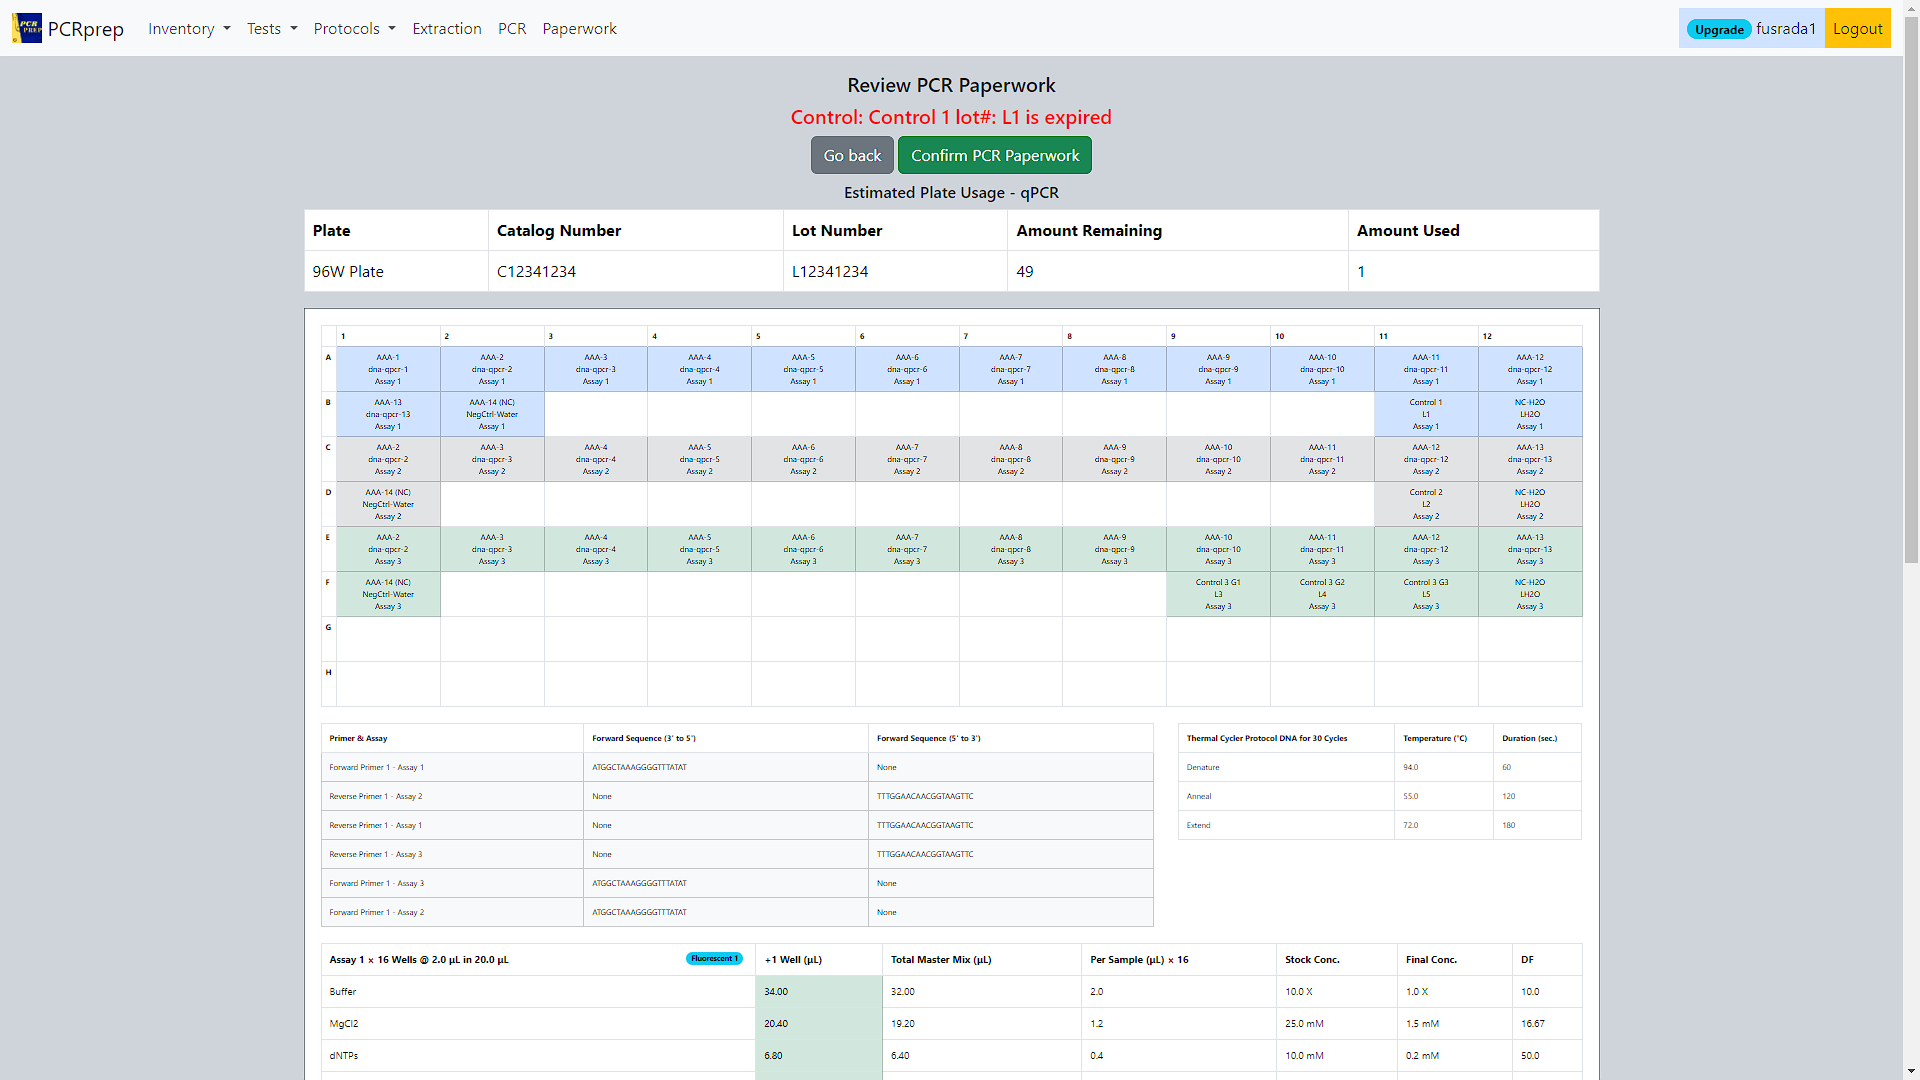 PCRprep Inventory Tests Protocols Extraction PCR Paperwork Upgrade fusrada1 Logout
Review PCR Paperwork
Control: Control 1 lot#: L1 is expired
Go back Confirm PCR Paperwork
Estimated Plate Usage - qPCR
Plate Catalog Number Lot Number Amount Remaining Amount Used
96W Plate C12341234 L12341234 49 1
1 2 3 4 5 6 7 8 9 10 11 12
A AAA-1 AAA-2 AAA-3 AAA-4 AAA-5 AAA-6 AAA-7 AAA-8 AAA-9 AAA-10 AAA-11 AAA-12
dna-qpcr-1 dna-qpcr-2 dna-qpcr-3 dna-qpcr-4 dna-qpcr-5 dna-qpcr-6 dna-qpcr-7 dna-qpcr-8 dna-qpcr-9 dna-qpcr-10 dna-qpcr-11 dna-qpcr-12
Assay 1 Assay 1 Assay 1 Assay 1 Assay 1 Assay 1 Assay 1 Assay 1 Assay 1 Assay 1 Assay 1 Assay 1
B AAA-13 AAA-14 (NC) Control 1 NC-H2O
dna-qpcr-13 NegCtrl-Water L1 LH2O
Assay 1 Assay 1 Assay 1 Assay 1
C AAA-2 AAA-3 AAA-4 AAA-5 AAA-6 AAA-7 AAA-8 AAA-9 AAA-10 AAA-11 AAA-12 AAA-13
dna-qpcr-2 dna-qpcr-3 dna-qpcr-4 dna-qpcr-5 dna-qpcr-6 dna-qpcr-7 dna-qpcr-8 dna-qpcr-9 dna-qpcr-10 dna-qpcr-11 dna-qpcr-12 dna-qpcr-13
Assay 2 Assay 2 Assay 2 Assay 2 Assay 2 Assay 2 Assay 2 Assay 2 Assay 2 Assay 2 Assay 2 Assay 2
D AAA-14 (NC) Control 2 NC-H2O
NegCtrl-Water L2 LH2O
Assay 2 Assay 2 Assay 2
E AAA-2 AAA-3 AAA-4 AAA-5 AAA-6 AAA-7 AAA-8 AAA-9 AAA-10 AAA-11 AAA-12 AAA-13
dna-qpcr-2 dna-qpcr-3 dna-qpcr-4 dna-qpcr-5 dna-qpcr-6 dna-qpcr-7 dna-qpcr-8 dna-qpcr-9 dna-qpcr-10 dna-qpcr-11 dna-qpcr-12 dna-qpcr-13
Assay 3 Assay 3 Assay 3 Assay 3 Assay 3 Assay 3 Assay 3 Assay 3 Assay 3 Assay 3 Assay 3 Assay 3
F AAA-14 (NC) Control 3 G1 Control 3 G2 Control 3 G3 NC-H2O
NegCtrl-Water L3 L4 L5 LH2O
Assay 3 Assay 3 Assay 3 Assay 3 Assay 3
G
H
Primer & Assay Forward Sequence (3' to 5') Forward Sequence (5' to 3')
Forward Primer 1 - Assay 1 ATGGCTAAAGGGGTTTATAT None
Reverse Primer 1 - Assay 2 None TTTGGAACAACGGTAAGTTC
Reverse Primer 1 - Assay 1 None TTTGGAACAACGGTAAGTTC
Reverse Primer 1 - Assay 3 None TTTGGAACAACGGTAAGTTC
Forward Primer 1 - Assay 3 ATGGCTAAAGGGGTTTATAT None
Forward Primer 1 - Assay 2 ATGGCTAAAGGGGTTTATAT None
Thermal Cycler Protocol DNA for 30 Cycles Temperature (°C) Duration (sec.)
Denature 94.0 60
Anneal 55.0 120
Extend 72.0 180
Assay 1 × 16 Wells @ 2.0 μL in 20.0 μL Fluorescent 1 +1 Well (μL) Total Master Mix (μL) Per Sample (μL) × 16 Stock Conc. Final Conc. DF
Buffer 34.00 32.00 2.0 10.0 X 1.0 X 10.0
MgCl2 20.40 19.20 1.2 25.0 mM 1.5 mM 16.67
dNTPs 6.80 6.40 0.4 10.0 mM 0.2 mM 50.0